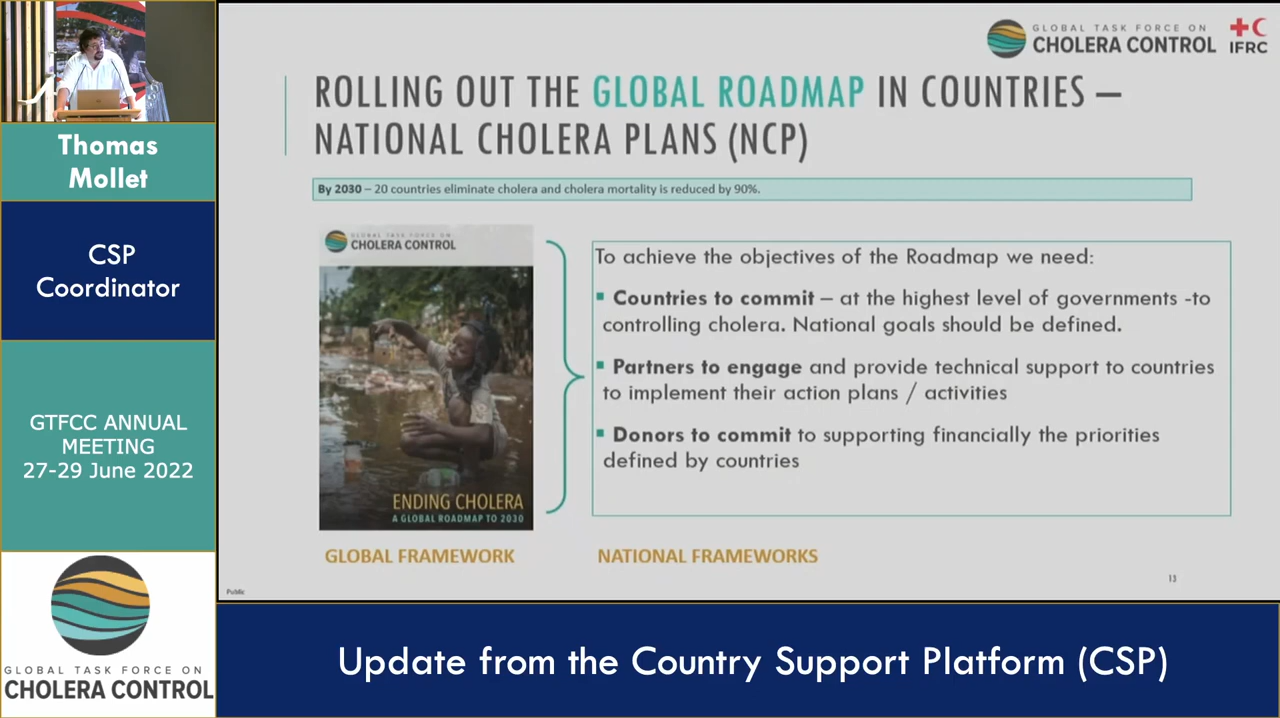 GLOBAL TASK FORCE ON
CHOLERA CONTROL
IFRC
ROLLING OUT THE GLOBAL ROADMAP IN COUNTRIES –
NATIONAL CHOLERA PLANS (NCP)
By 2030 – 20 countries eliminate cholera and cholera mortality is reduced by 90%.
GLOBAL TASK FORCE ON
CHOLERA CONTROL
ENDING CHOLERA
A GLOBAL ROADMAP TO 2030
GLOBAL FRAMEWORK
To achieve the objectives of the Roadmap we need:
▪ Countries to commit – at the highest level of governments -to
controlling cholera. National goals should be defined.
▪ Partners to engage and provide technical support to countries
to implement their action plans / activities
▪ Donors to commit to supporting financially the priorities
defined by countries
NATIONAL FRAMEWORKS
13
Public
Thomas
Mollet
CSP
Coordinator
GTFCC ANNUAL
MEETING
27-29 June 2022
GLOBAL TASK FORCE ON
CHOLERA CONTROL
Update from the Country Support Platform (CSP)